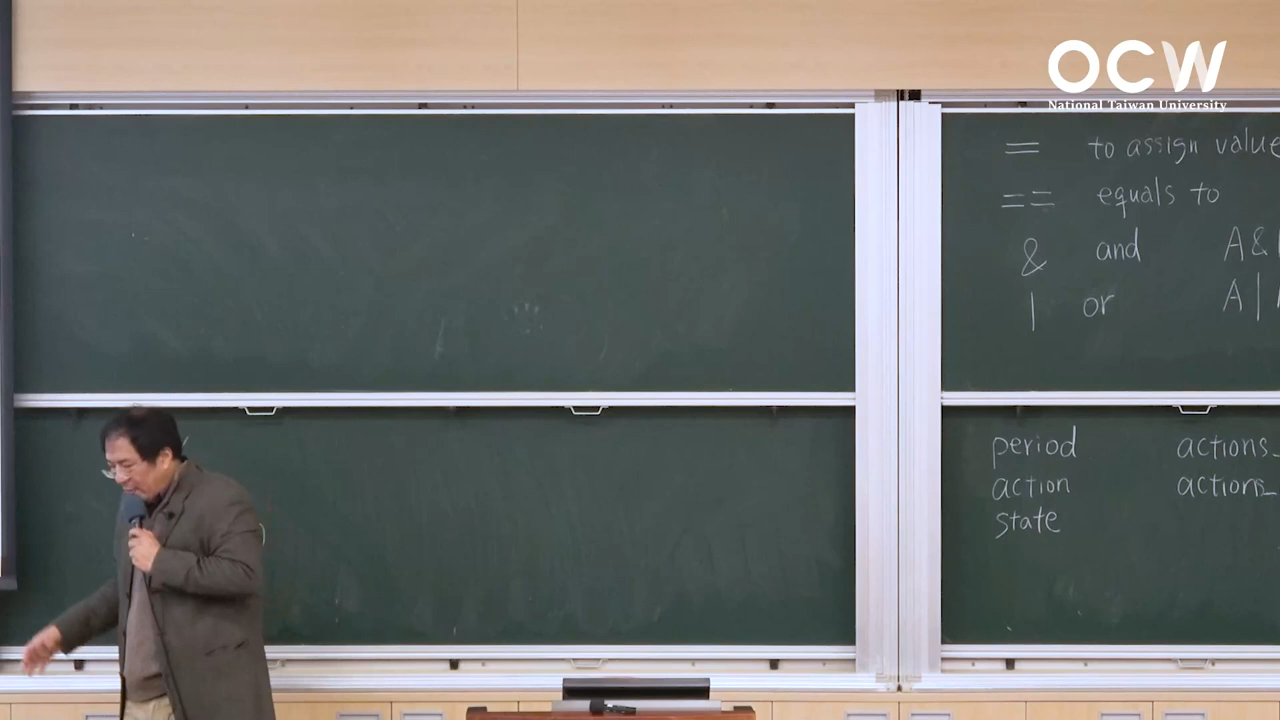 OCW
National Taiwan University
= to assign value
== equals to
& and A &
| or A |
period actions_
action actions_
state